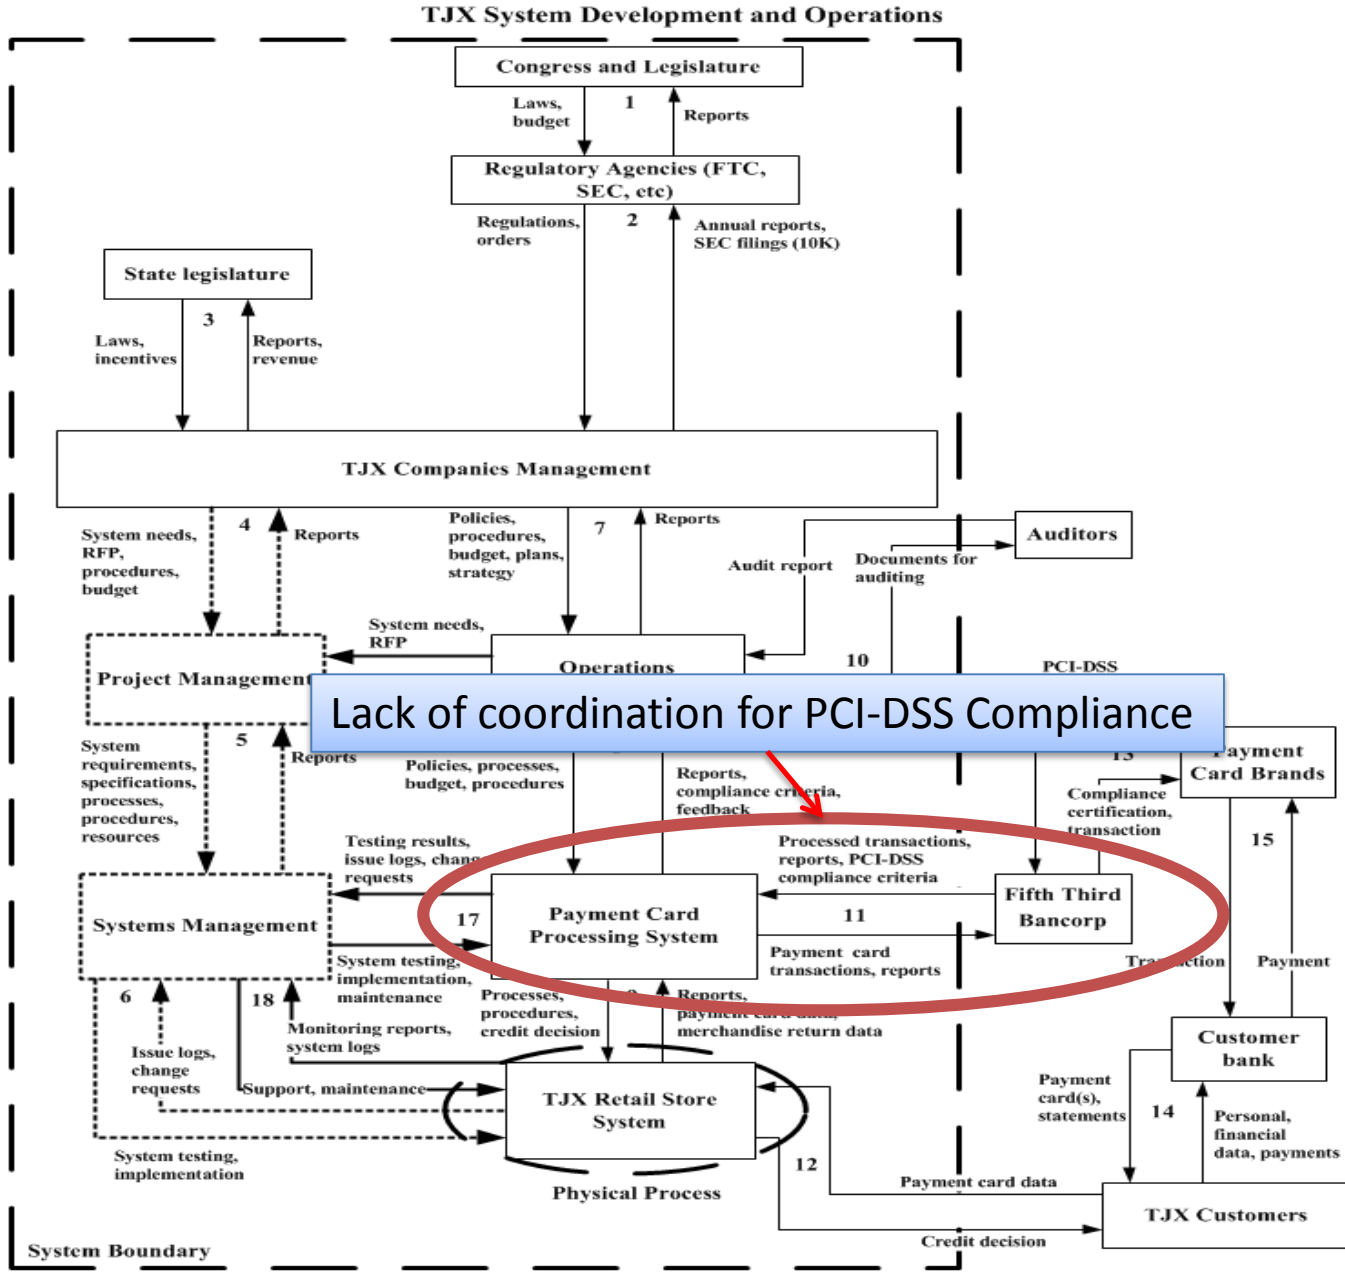 TJX System Development and Operations
Congress and Legislature
Laws,
budget
1
Reports
Regulatory Agencies (FTC,
SEC, etc)
Regulations,
orders
2
Annual reports,
SEC filings (10K)
State legislature
3
Laws,
incentives
Reports,
revenue
TJX Companies Management
System needs,
RFP,
procedures,
budget
4
Reports
Policies,
procedures,
budget, plans,
strategy
7
Reports
Auditors
Audit report
Documents for
auditing
System needs,
RFP
Project Management
Operations
10
PCI-DSS
Lack of coordination for PCI-DSS Compliance
System
requirements,
specifications,
processes,
procedures,
resources
5
Reports
Policies, processes,
budget, procedures
Reports,
compliance criteria,
feedback
13
Payment
Card Brands
Compliance
certification,
transaction
Testing results,
issue logs, change
requests
Processed transactions,
reports, PCI-DSS
compliance criteria
15
Systems Management
17
Payment Card
Processing System
11
Fifth Third
Bancorp
System testing,
implementation,
maintenance
Payment card
transactions, reports
Transaction
Payment
6
18
Processes,
procedures,
credit decision
Reports,
payment card data,
merchandise return data
Monitoring reports,
system logs
Customer
bank
Issue logs,
change
requests
Support, maintenance
TJX Retail Store
System
Payment
card(s),
statements
14
Personal,
financial
data, payments
System testing,
implementation
12
Physical Process
Payment card data
TJX Customers
Credit decision
System Boundary